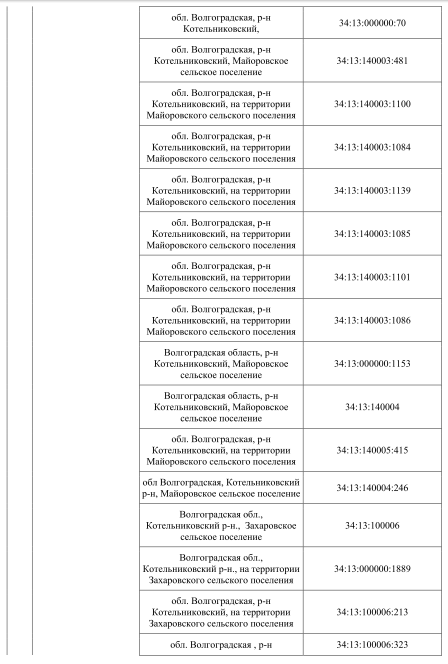 обл. Волгоградская, р-н
Котельниковский,
34:13:000000:70
обл. Волгоградская, р-н
Котельниковский, Майоровское
сельское поселение
34:13:140003:481
обл. Волгоградская, р-н
Котельниковский, на территории
Майоровского сельского поселения
34:13:140003:1100
обл. Волгоградская, р-н
Котельниковский, на территории
Майоровского сельского поселения
34:13:140003:1084
обл. Волгоградская, р-н
Котельниковский, на территории
Майоровского сельского поселения
34:13:140003:1139
обл. Волгоградская, р-н
Котельниковский, на территории
Майоровского сельского поселения
34:13:140003:1085
обл. Волгоградская, р-н
Котельниковский, на территории
Майоровского сельского поселения
34:13:140003:1101
обл. Волгоградская, р-н
Котельниковский, на территории
Майоровского сельского поселения
34:13:140003:1086
Волгоградская область, р-н
Котельниковский, Майоровское
сельское поселение
34:13:000000:1153
Волгоградская область, р-н
Котельниковский, Майоровское
сельское поселение
34:13:140004
обл. Волгоградская, р-н
Котельниковский, на территории
Майоровского сельского поселения
34:13:140005:415
обл Волгоградская, Котельниковский
р-н, Майоровское сельское поселение
34:13:140004:246
Волгоградская обл.,
Котельниковский р-н., Захаровское
сельское поселение
34:13:100006
Волгоградская обл.,
Котельниковский р-н., на территории
Захаровского сельского поселения
34:13:000000:1889
обл. Волгоградская, р-н
Котельниковский, на территории
Захаровского сельского поселения
34:13:100006:213
обл. Волгоградская , р-н
34:13:100006:323